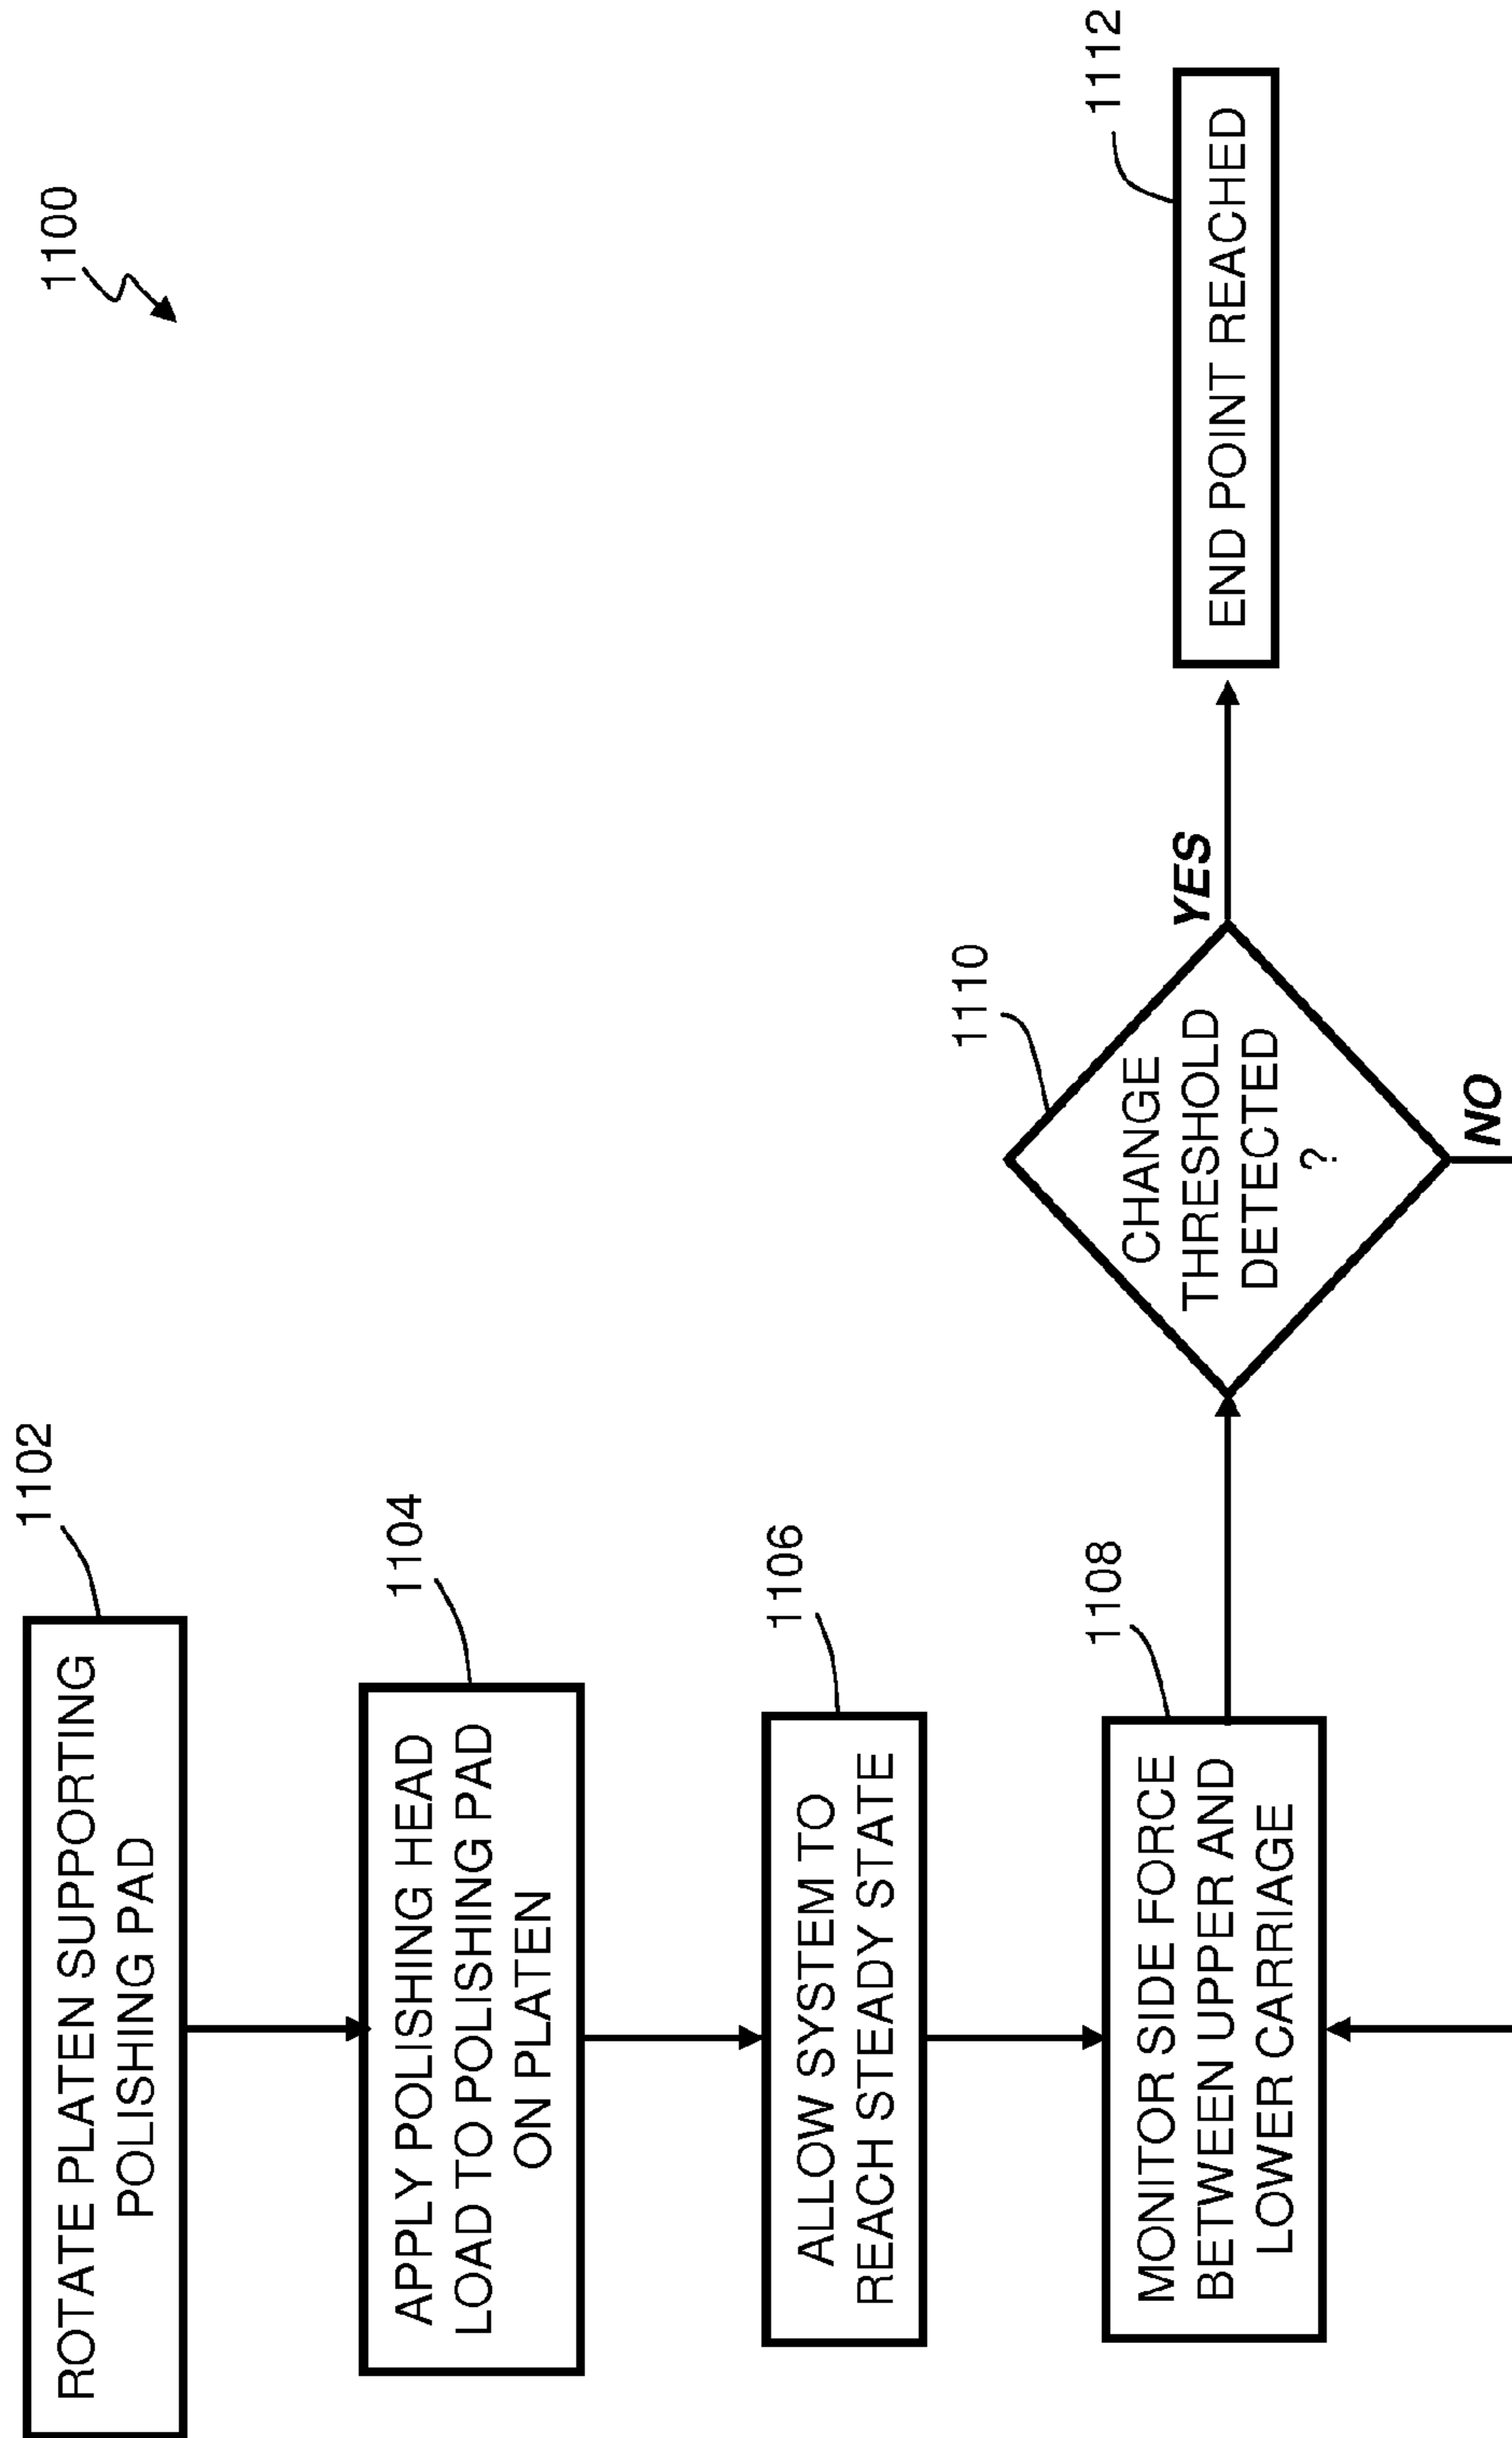 1100
1102
ROTATE PLATEN SUPPORTING
POLISHING PAD
1104
APPLY POLISHING HEAD
LOAD TO POLISHING PAD
ON PLATEN
1106
ALLOW SYSTEM TO
REACH STEADY STATE
1108
MONITOR SIDE FORCE
BETWEEN UPPER AND
LOWER CARRIAGE
1110
CHANGE
THRESHOLD
DETECTED
?
YES
NO
1112
END POINT REACHED